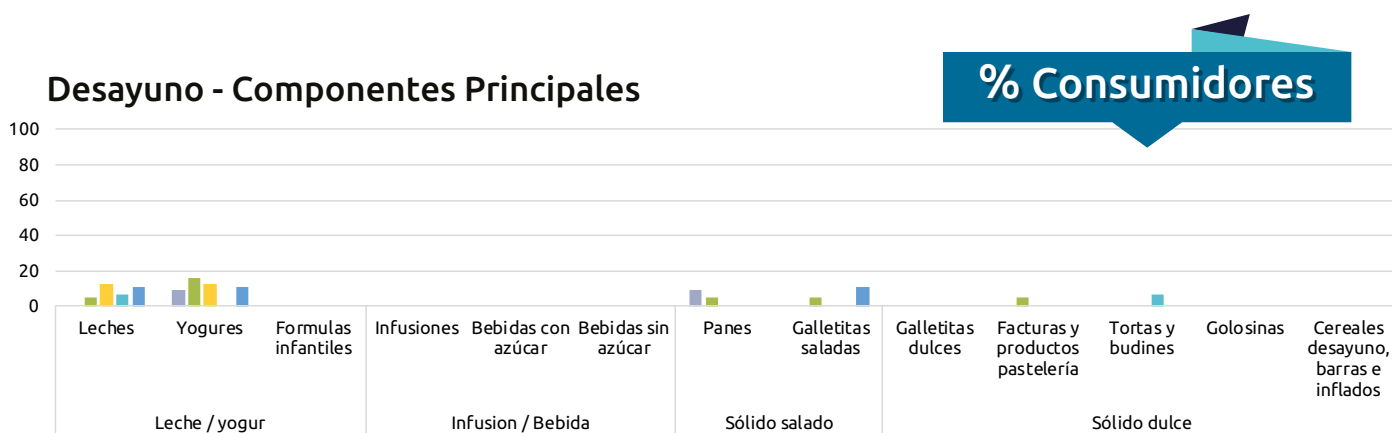 % Consumidores
Desayuno - Componentes Principales
100
80
60
40
20
0
Leches
Yogures
Formulas
infantiles
Infusiones
Bebidas con
azúcar
Bebidas sin
azúcar
Panes
Galletitas
saladas
Galletitas
dulces
Facturas y
productos
pastelería
Tortas y
budines
Golosinas
Cereales
desayuno,
barras e
inflados
Leche / yogur
Infusion / Bebida
Sólido salado
Sólido dulce